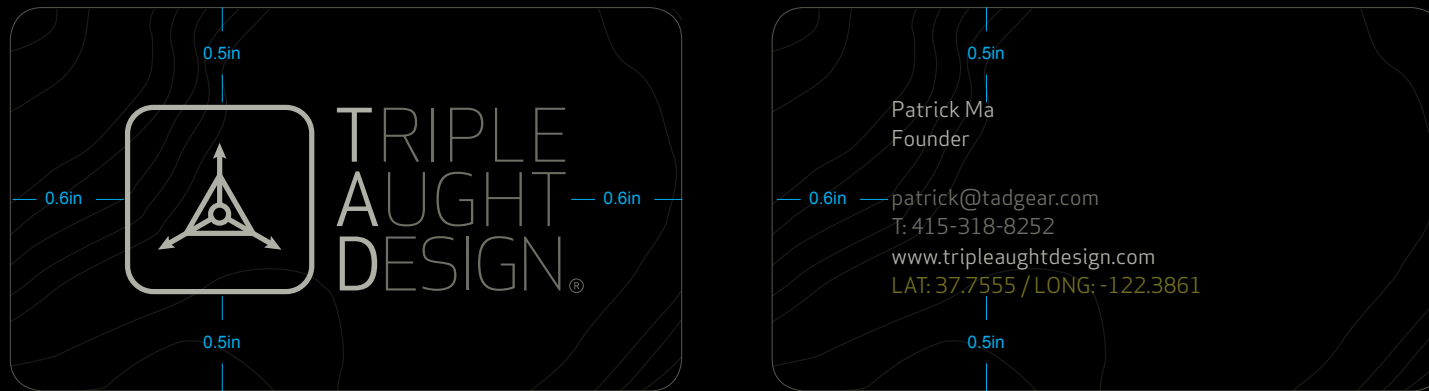 0.5in
TRIPLE
AUGHT
DESIGN®
0.6in
0.6in
0.5in
0.5in
Patrick Ma
Founder
0.6in
patrick@tadgear.com
T: 415-318-8252
www.tripleaughtdesign.com
LAT: 37.7555 / LONG: -122.3861
0.5in